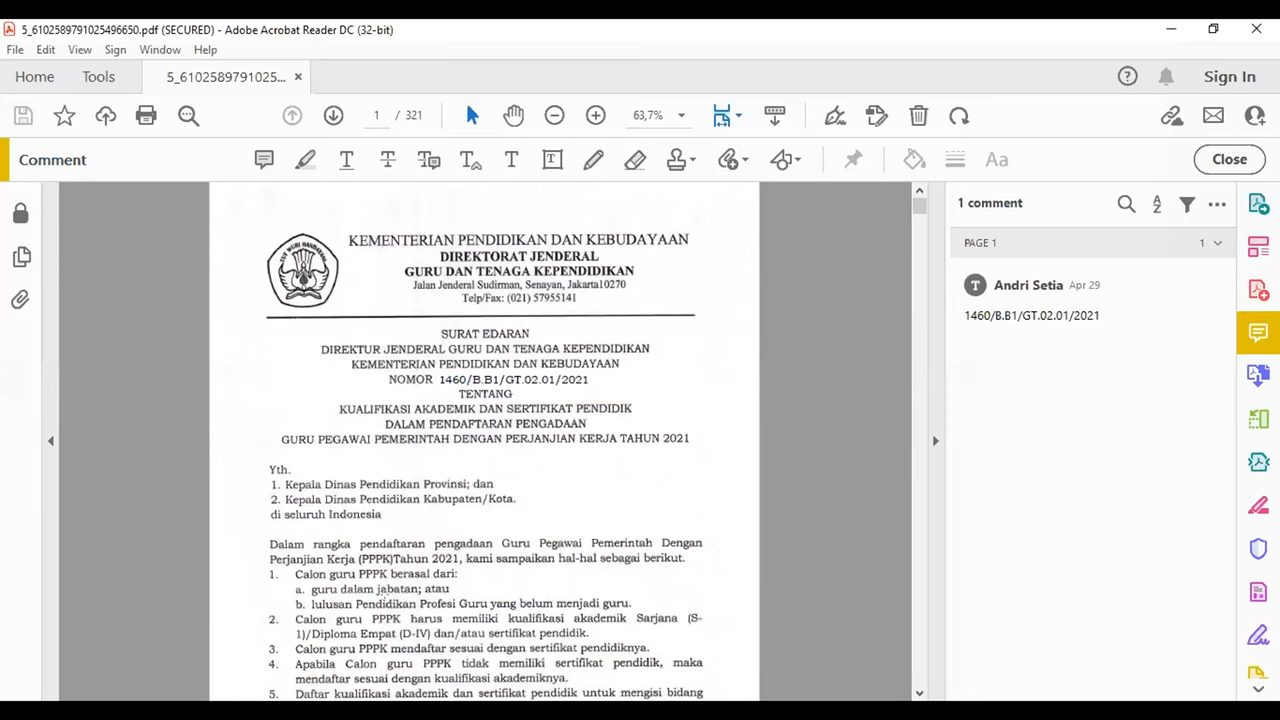 5_6102589791025496650.pdf (SECURED) - Adobe Acrobat Reader DC (32-bit)
File Edit View Sign Window Help
Home Tools 5_61025897910​25... × Sign In
1 / 321 63,7%
Comment Close
KEMENTERIAN PENDIDIKAN DAN KEBUDAYAAN
DIREKTORAT JENDERAL
GURU DAN TENAGA KEPENDIDIKAN
Jalan Jenderal Sudirman, Senayan, Jakarta10270
Telp/Fax: (021) 57955141
SURAT EDARAN
DIREKTUR JENDERAL GURU DAN TENAGA KEPENDIDIKAN
KEMENTERIAN PENDIDIKAN DAN KEBUDAYAAN
NOMOR 1460/B.B1/GT.02.01/2021
TENTANG
KUALIFIKASI AKADEMIK DAN SERTIFIKAT PENDIDIK
DALAM PENDAFTARAN PENGADAAN
GURU PEGAWAI PEMERINTAH DENGAN PERJANJIAN KERJA TAHUN 2021
Yth.
1. Kepala Dinas Pendidikan Provinsi; dan
2. Kepala Dinas Pendidikan Kabupaten/Kota.
di seluruh Indonesia
Dalam rangka pendaftaran pengadaan Guru Pegawai Pemerintah Dengan
Perjanjian Kerja (PPPK)Tahun 2021, kami sampaikan hal-hal sebagai berikut.
1. Calon guru PPPK berasal dari:
a. guru dalam jabatan; atau
b. lulusan Pendidikan Profesi Guru yang belum menjadi guru.
2. Calon guru PPPK harus memiliki kualifikasi akademik Sarjana (S-
1)/Diploma Empat (D-IV) dan/atau sertifikat pendidik.
3. Calon guru PPPK mendaftar sesuai dengan sertifikat pendidiknya.
4. Apabila Calon guru PPPK tidak memiliki sertifikat pendidik, maka
mendaftar sesuai dengan kualifikasi akademiknya.
5. Daftar kualifikasi akademik dan sertifikat pendidik untuk mengisi bidang
1 comment
PAGE 1 1
T Andri Setia Apr 29
1460/B.B1/GT.02.01/2021